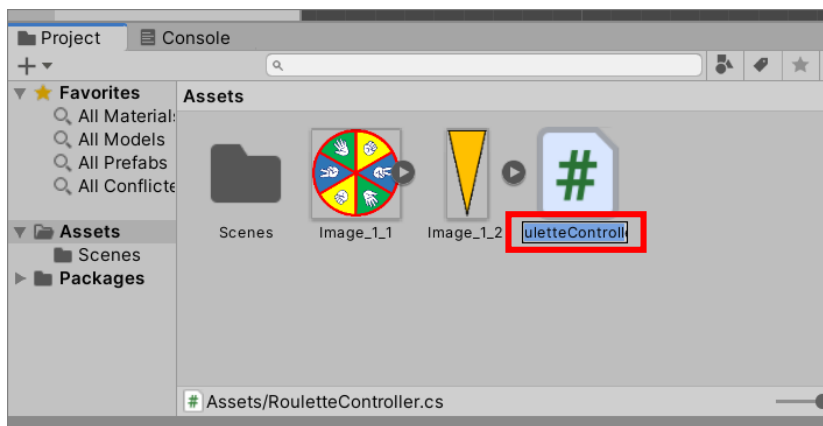 Project
Console
Favorites
Assets
All Material
All Models
All Prefabs
All Conflicte
Assets
Scenes
Packages
Scenes
Image_1_1
Image_1_2
uletteControll
Assets/RouletteController.cs